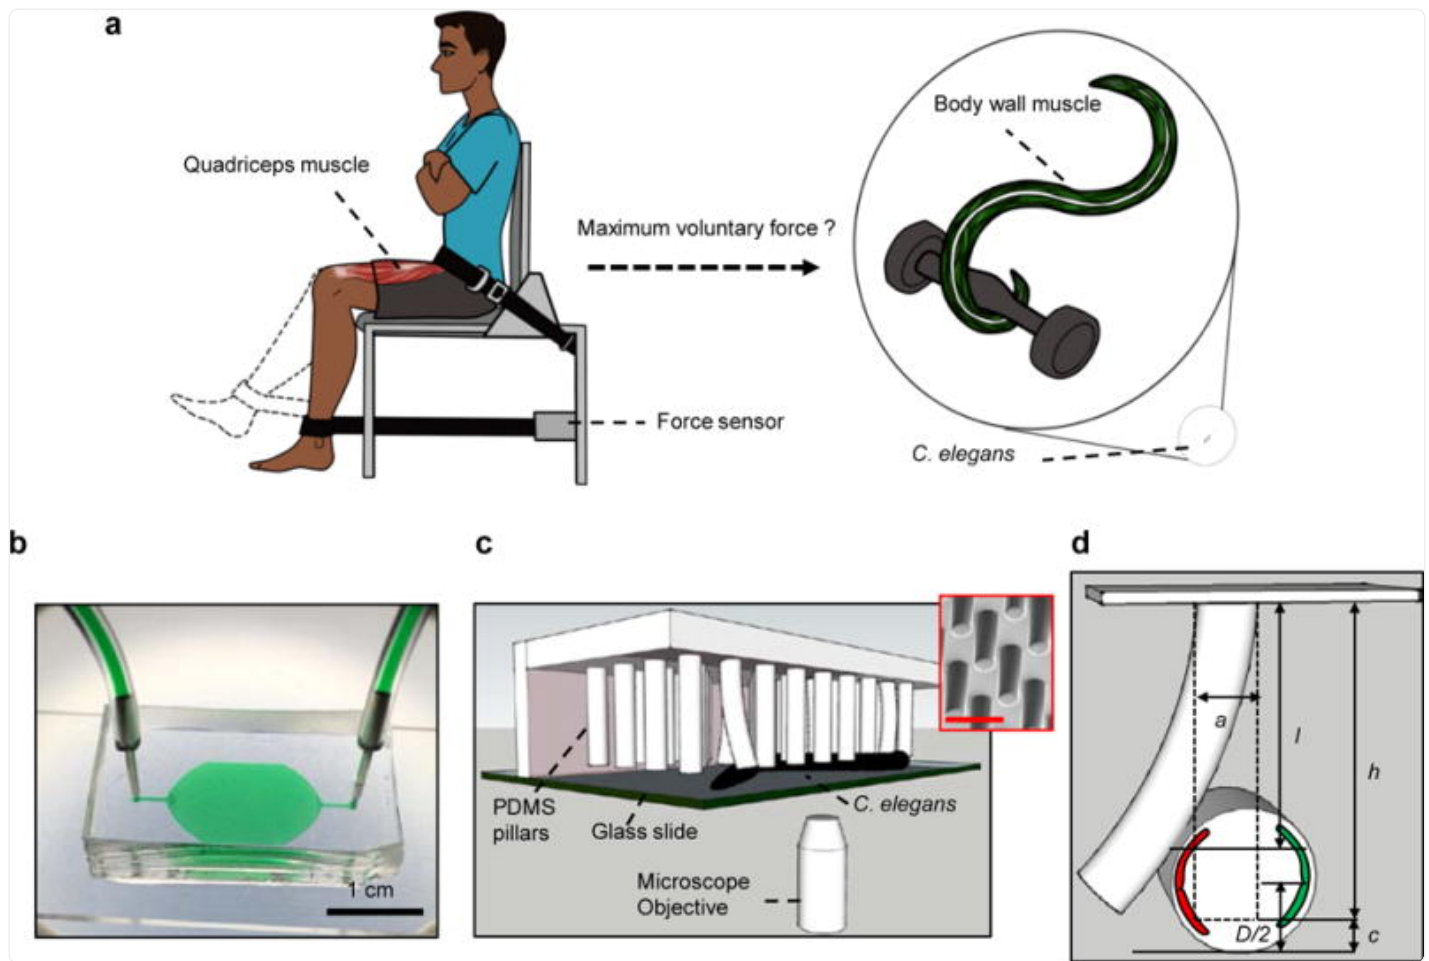 a
Quadriceps muscle
Maximum voluntary force ?
Body wall muscle
Force sensor
C. elegans
b
1 cm
c
PDMS
pillars
Glass slide
C. elegans
Microscope
Objective
d
a
l
h
D/2
c